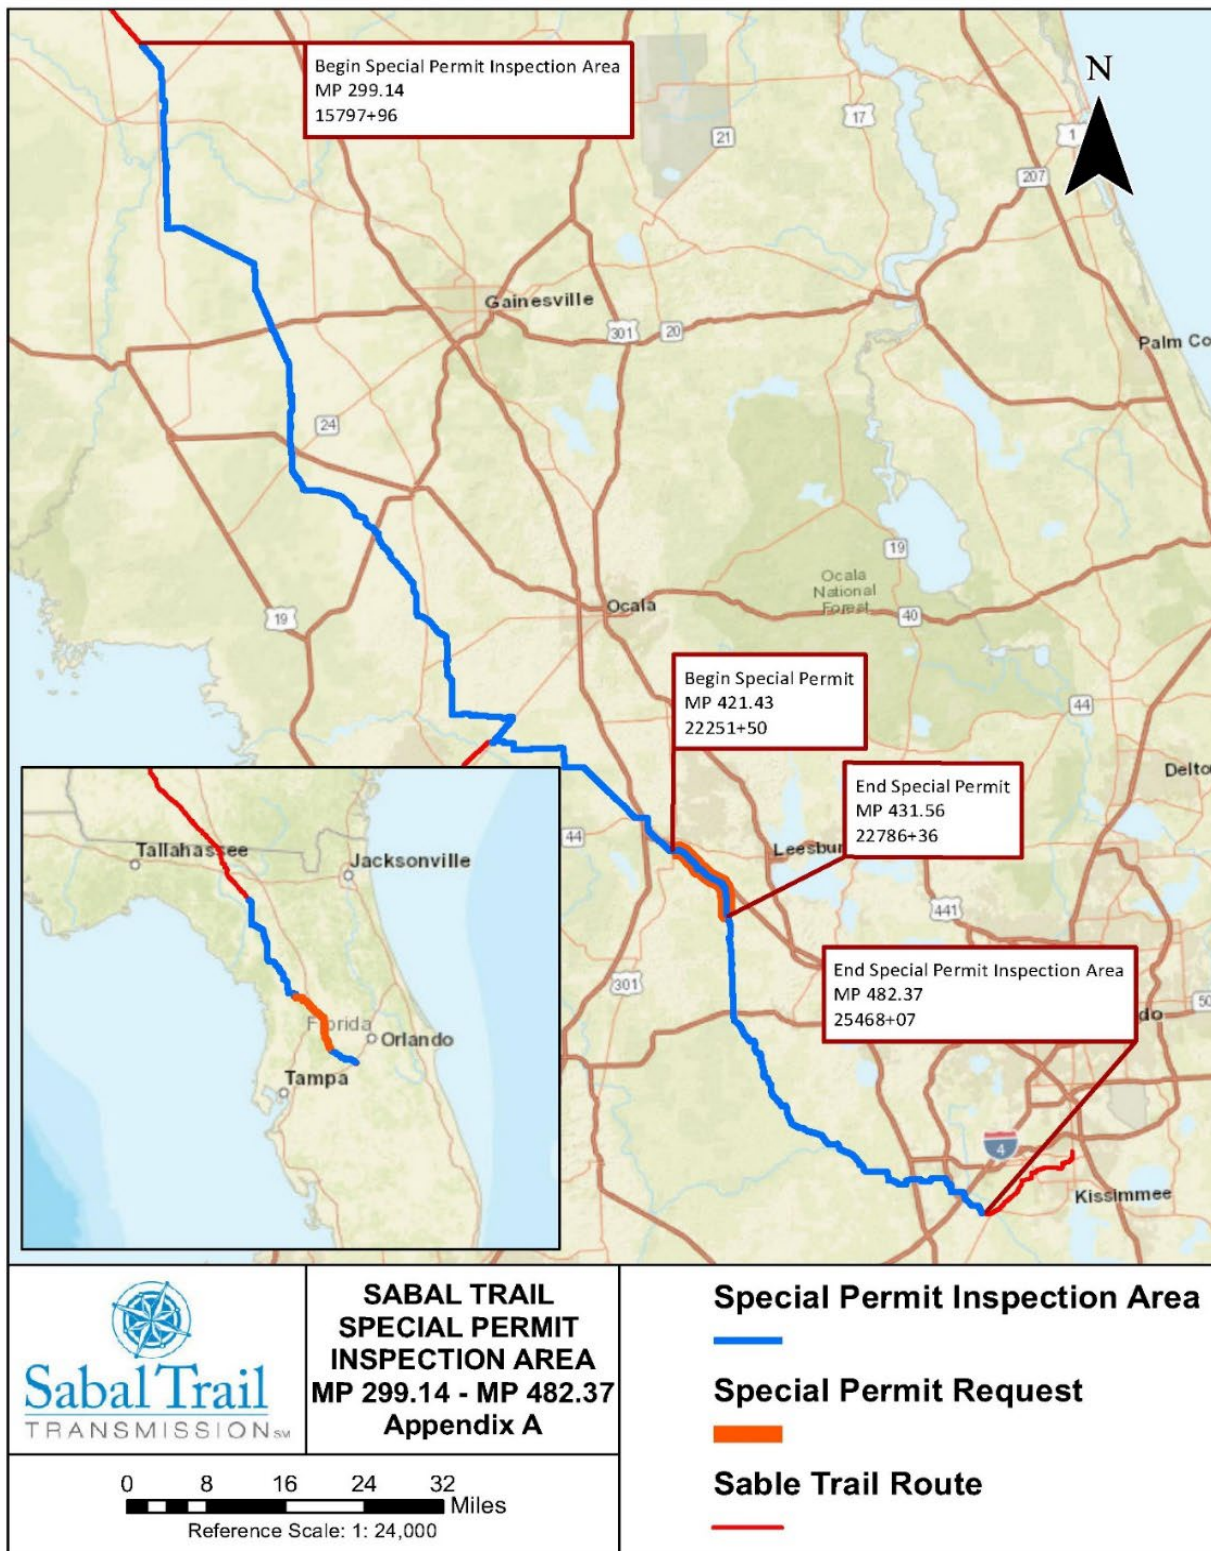 Begin Special Permit Inspection Area
MP 299.14
15797+96
N
21
17
1
207
Gainesville
301
20
Palm Co
24
19
Ocala
National
Forest
Ocala
40
19
Begin Special Permit
MP 421.43
22251+50
44
Delto
End Special Permit
MP 431.56
22786+36
44
Leesbur
441
Tallahassee
Jacksonville
Florida
Orlando
Tampa
End Special Permit Inspection Area
MP 482.37
25468+07
301
50
do
4
Kissimmee
Sabal Trail
TRANSMISSION SM
SABAL TRAIL
SPECIAL PERMIT
INSPECTION AREA
MP 299.14 - MP 482.37
Appendix A
Special Permit Inspection Area
Special Permit Request
Sable Trail Route
0 8 16 24 32
Miles
Reference Scale: 1: 24,000